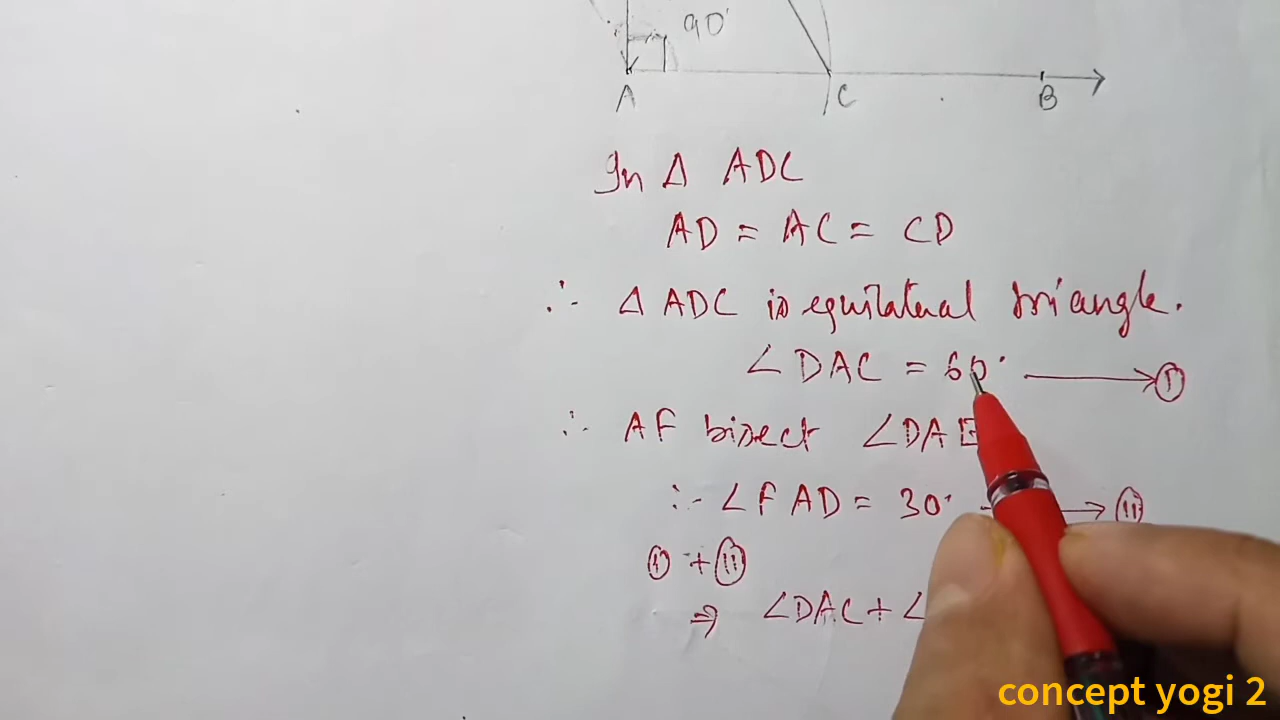 90°
A C B
In Δ ADC
AD = AC = CD
∴ Δ ADC is equilateral triangle.
∠DAC = 60° → (i)
∴ AF bisect ∠DAE
∴ ∠FAD = 30° → (ii)
(i) + (ii)
⇒ ∠DAC + ∠
concept yogi 2